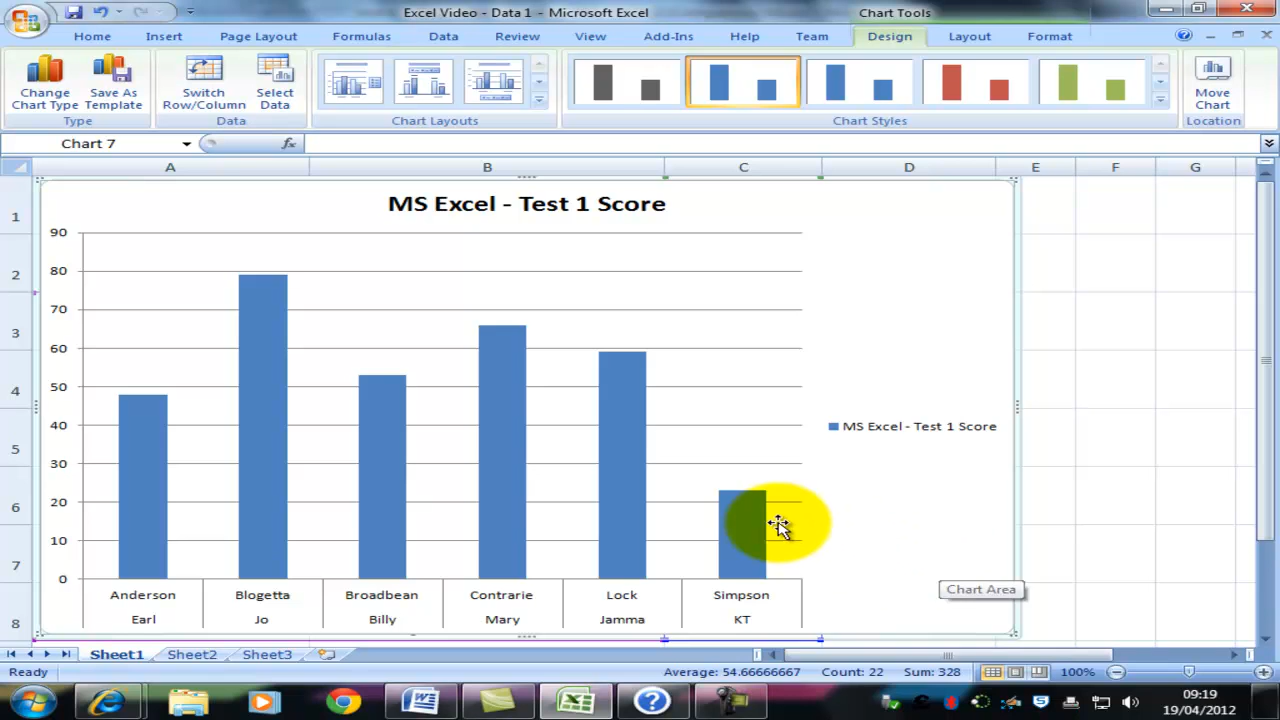 Excel Video - Data 1 - Microsoft Excel
Chart Tools
Home Insert Page Layout Formulas Data Review View Add-Ins Help Team Design Layout Format
Change Chart Type
Save As Template
Type
Switch Row/Column
Select Data
Data
Chart Layouts
Chart Styles
Move Chart
Location
Chart 7
fx
A B C D E F G
1
2
3
4
5
6
7
8
MS Excel - Test 1 Score
90
80
70
60
50
40
30
20
10
0
MS Excel - Test 1 Score
Anderson Blogetta Broadbean Contrarie Lock Simpson
Earl Jo Billy Mary Jamma KT
Chart Area
Sheet1 Sheet2 Sheet3
Ready
Average: 54.66666667 Count: 22 Sum: 328
100%
09:19
19/04/2012